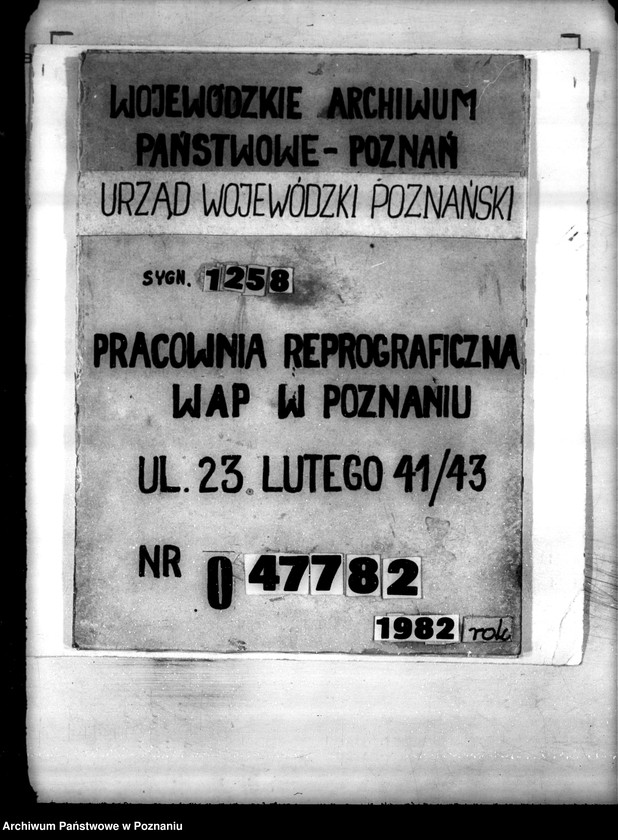 WOJEWÓDZKIE ARCHIWUM
PAŃSTWOWE - POZNAŃ
URZĄD WOJEWÓDZKI POZNAŃSKI
SYGN. 1258
PRACOWNIA REPROGRAFICZNA
WAP W POZNANIU
UL. 23. LUTEGO 41/43
NR 0 47782
1982 rok
Archiwum Państwowe w Poznaniu